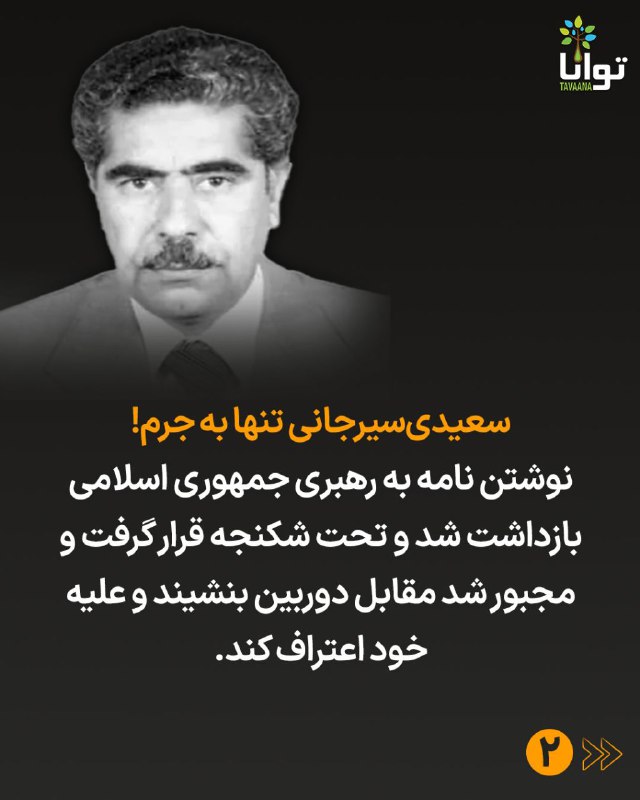 توانا
TAVAANA
سعیدی‌سیرجانی تنها به جرم!
نوشتن نامه به رهبری جمهوری اسلامی
بازداشت شد و تحت شکنجه قرار گرفت و
مجبور شد مقابل دوربین بنشیند و علیه
خود اعتراف کند.
۲